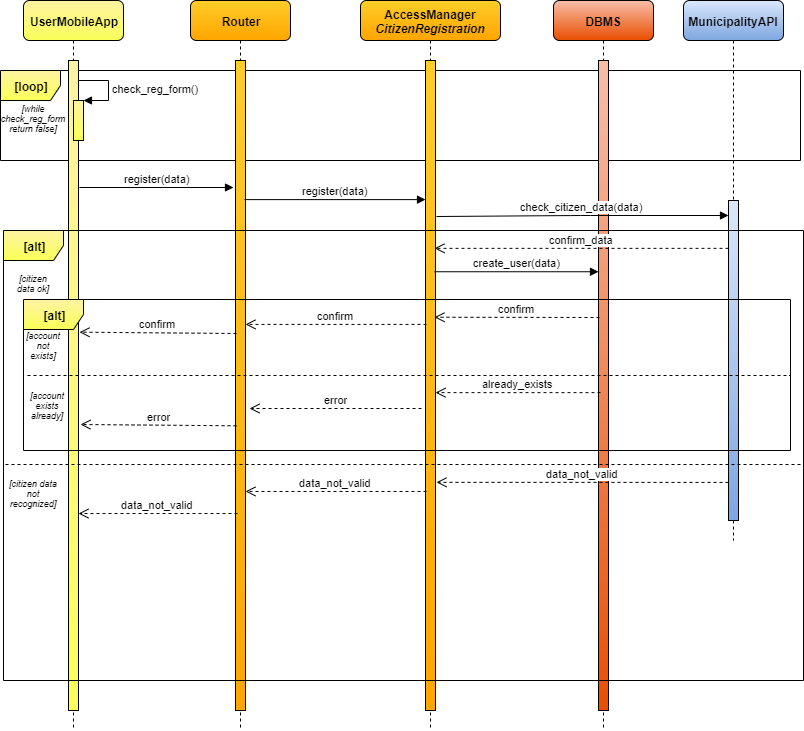 UserMobileApp
Router
AccessManager
CitizenRegistration
DBMS
MunicipalityAPI
[loop]
[while
check_reg_form
return false]
check_reg_form()
register(data)
register(data)
check_citizen_data(data)
[alt]
confirm_data
create_user(data)
[citizen
data ok]
[alt]
confirm
confirm
confirm
[account
not
exists]
already_exists
[account
exists
already]
error
error
data_not_valid
[citizen data
not
recognized]
data_not_valid
data_not_valid